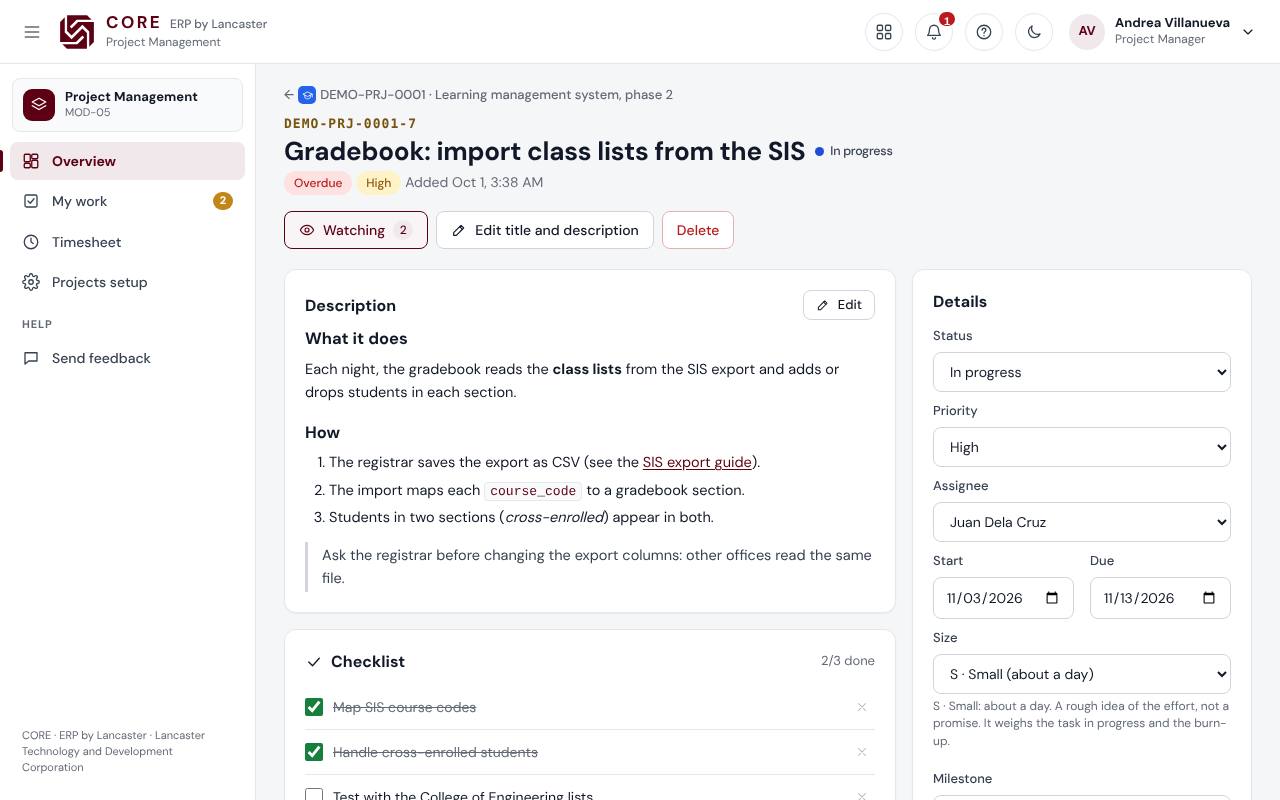 CORE ERP by Lancaster
Project Management
1
AV
Andrea Villanueva
Project Manager
Project Management
MOD-05
Overview
My work 2
Timesheet
Projects setup
HELP
Send feedback
CORE · ERP by Lancaster · Lancaster
Technology and Development
Corporation
← DEMO-PRJ-0001 · Learning management system, phase 2
DEMO-PRJ-0001-7
Gradebook: import class lists from the SIS In progress
Overdue High Added Oct 1, 3:38 AM
Watching 2 Edit title and description Delete
Description Edit
What it does
Each night, the gradebook reads the class lists from the SIS export and adds or
drops students in each section.
How
1. The registrar saves the export as CSV (see the SIS export guide).
2. The import maps each course_code to a gradebook section.
3. Students in two sections (cross-enrolled) appear in both.
Ask the registrar before changing the export columns: other offices read the same
file.
Checklist 2/3 done
Map SIS course codes
Handle cross-enrolled students
Test with the College of Engineering lists
Details
Status
In progress
Priority
High
Assignee
Juan Dela Cruz
Start Due
11/03/2026 11/13/2026
Size
S · Small (about a day)
S · Small: about a day. A rough idea of the effort, not a
promise. It weighs the task in progress and the burn-
up.
Milestone